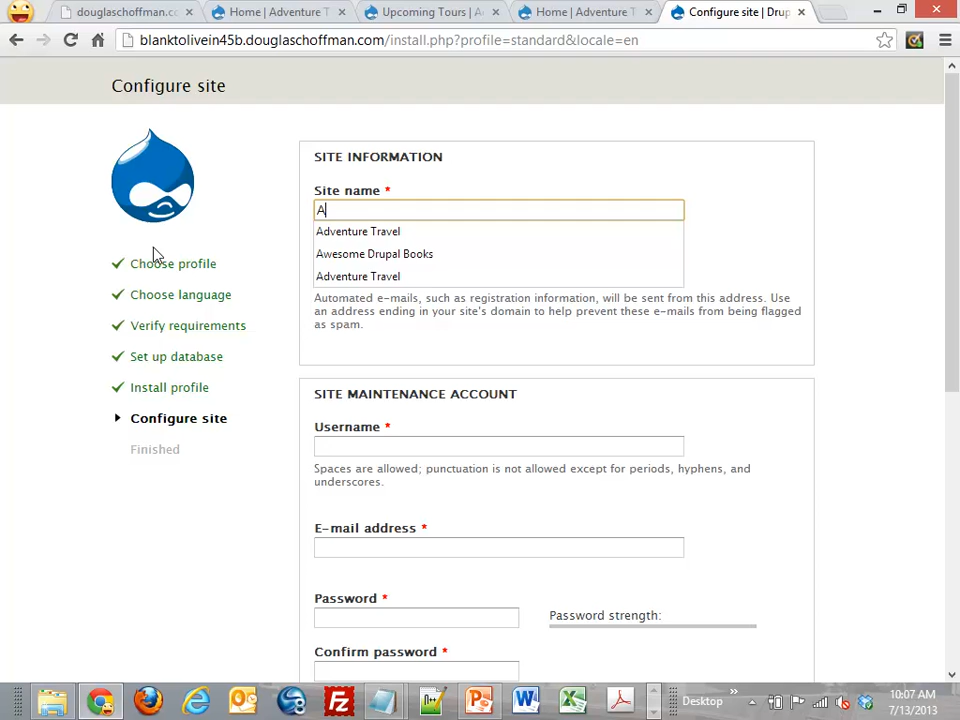 douglaschoffman.cc
Home | Adventure T
Upcoming Tours | A
Home | Adventure T
Configure site | Drup
blanktolivein45b.douglaschoffman.com/install.php?profile=standard&locale=en
Configure site
Choose profile
Choose language
Verify requirements
Set up database
Install profile
Configure site
Finished
SITE INFORMATION
Site name *
A
Adventure Travel
Awesome Drupal Books
Adventure Travel
Automated e-mails, such as registration information, will be sent from this address. Use
an address ending in your site's domain to help prevent these e-mails from being flagged
as spam.
SITE MAINTENANCE ACCOUNT
Username *
Spaces are allowed; punctuation is not allowed except for periods, hyphens, and
underscores.
E-mail address *
Password *
Password strength:
Confirm password *
Desktop
10:07 AM
7/13/2013